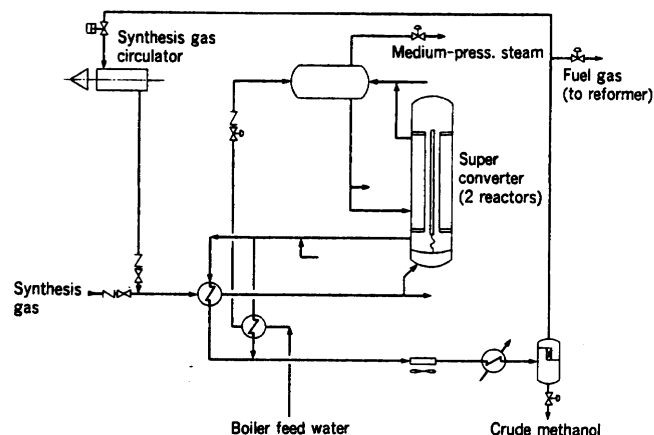 Synthesis gas
circulator
Medium-press. steam
Fuel gas
(to reformer)
Super
converter
(2 reactors)
Synthesis
gas
Boiler feed water
Crude methanol